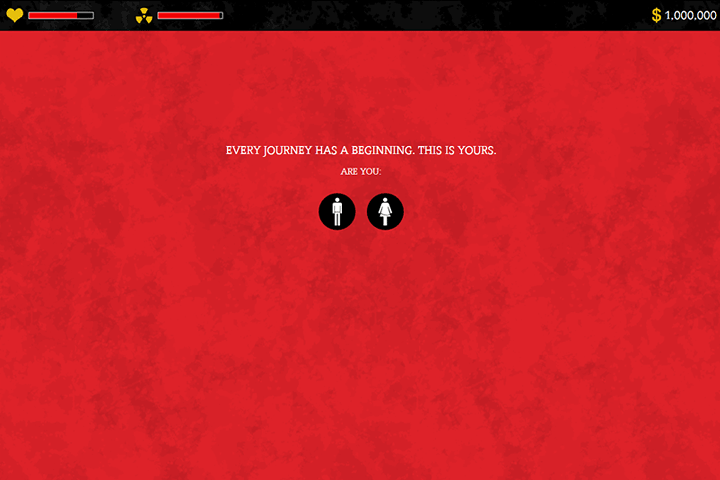 $ 1.000.000
EVERY JOURNEY HAS A BEGINNING. THIS IS YOURS.
ARE YOU: